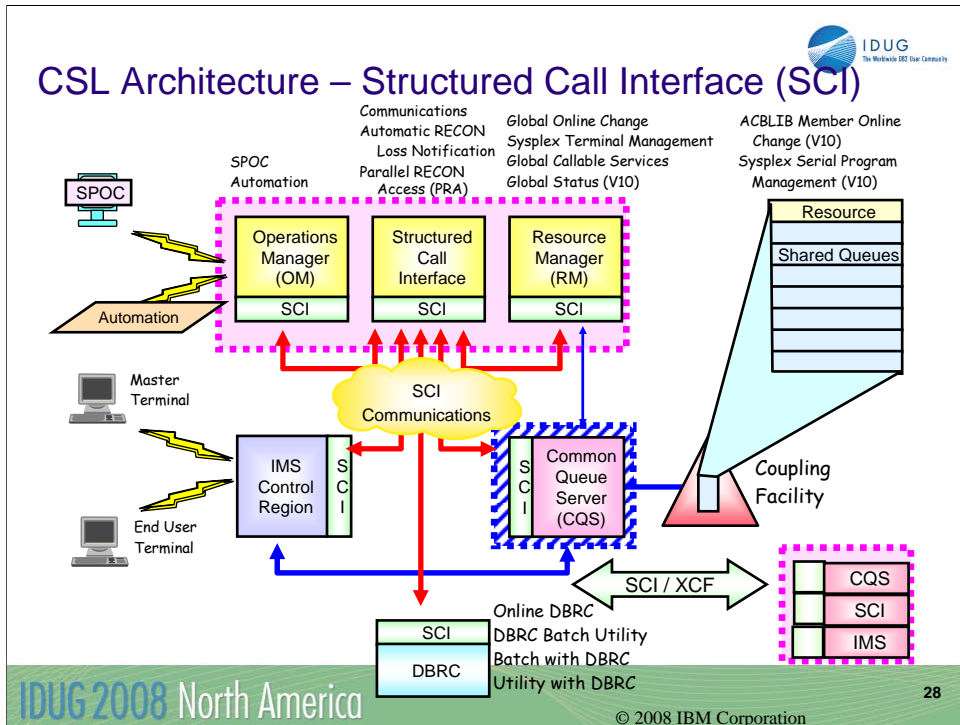 IDUG
The Worldwide DB2 User Community
CSL Architecture – Structured Call Interface (SCI)
SPOC
Automation
Communications
Automatic RECON
Loss Notification
Parallel RECON
Access (PRA)
Global Online Change
Sysplex Terminal Management
Global Callable Services
Global Status (V10)
ACBLIB Member Online
Change (V10)
Sysplex Serial Program
Management (V10)
SPOC
Automation
Operations
Manager
(OM)
SCI
Structured
Call
Interface
SCI
Resource
Manager
(RM)
SCI
Resource
Shared Queues
SCI
Communications
Master
Terminal
End User
Terminal
IMS
Control
Region
S
C
I
S
C
I
Common
Queue
Server
(CQS)
Coupling
Facility
SCI / XCF
CQS
SCI
IMS
SCI
DBRC
Online DBRC
DBRC Batch Utility
Batch with DBRC
Utility with DBRC
IDUG 2008 North America
© 2008 IBM Corporation
28